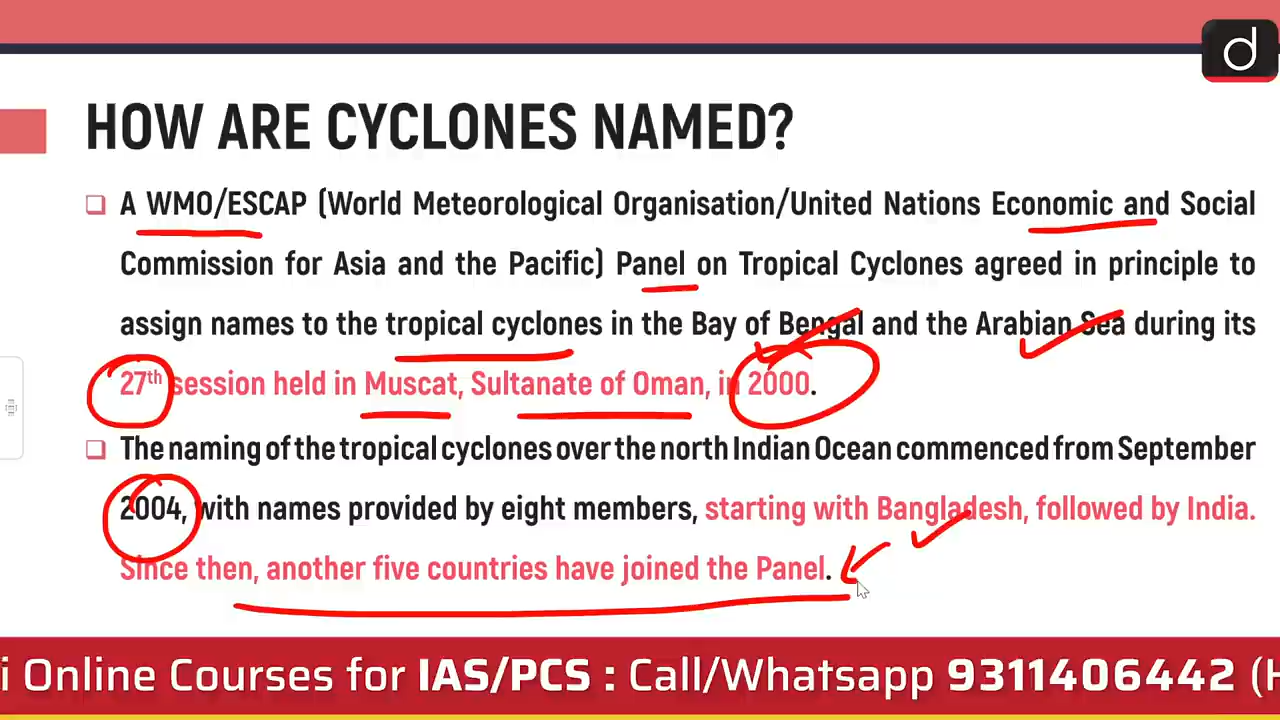 d
HOW ARE CYCLONES NAMED?
A WMO/ESCAP (World Meteorological Organisation/United Nations Economic and Social
Commission for Asia and the Pacific) Panel on Tropical Cyclones agreed in principle to
assign names to the tropical cyclones in the Bay of Bengal and the Arabian Sea during its
27th session held in Muscat, Sultanate of Oman, in 2000.
The naming of the tropical cyclones over the north Indian Ocean commenced from September
2004, with names provided by eight members, starting with Bangladesh, followed by India.
Since then, another five countries have joined the Panel.
i Online Courses for IAS/PCS : Call/Whatsapp 9311406442 (H